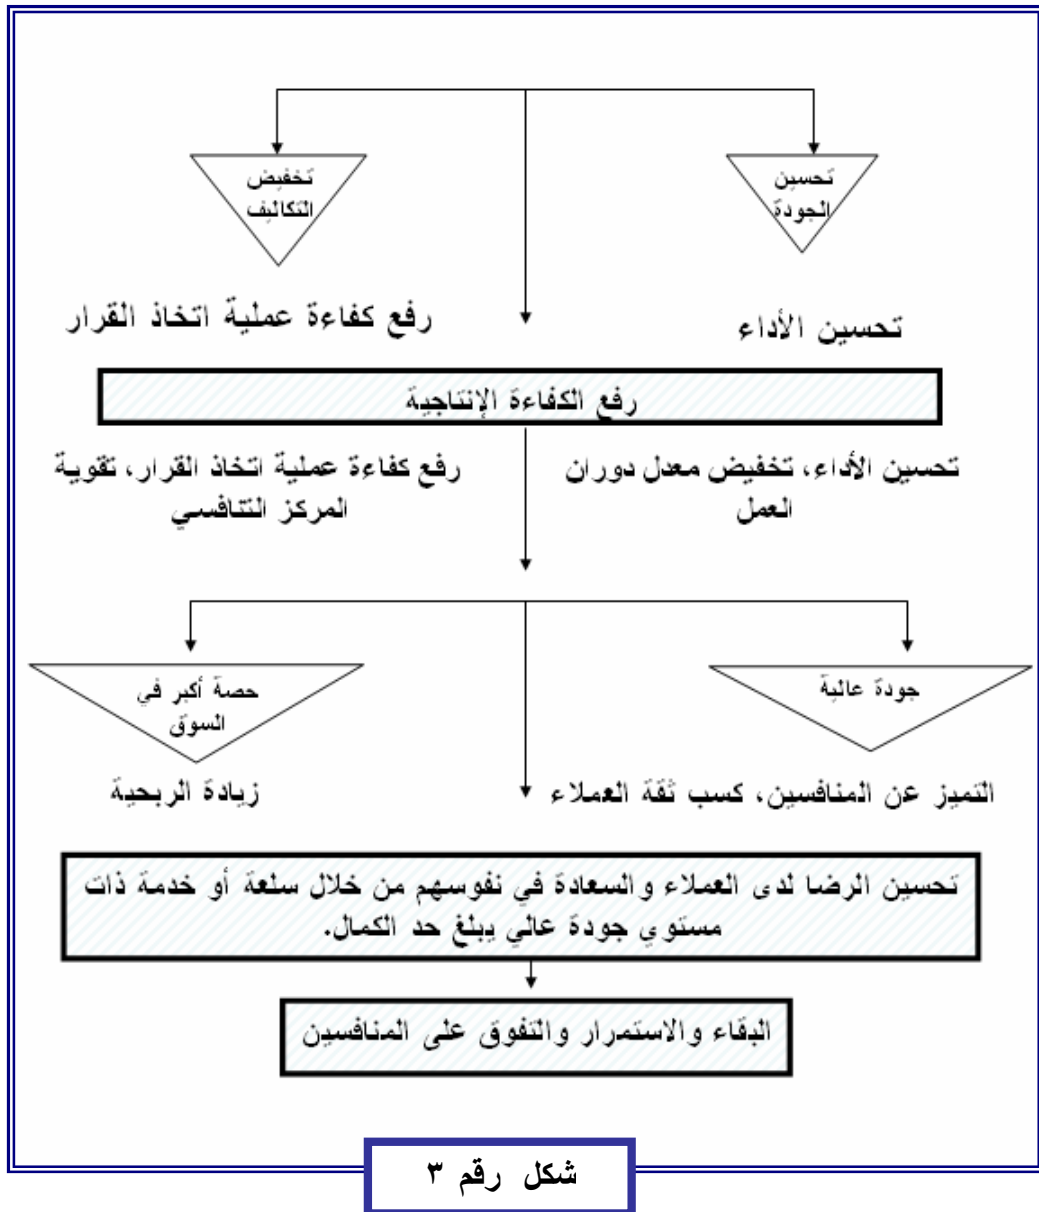 تحسين
الجودة
تخفيض
التكاليف
تحسين الأداء
رفع كفاءة عملية اتخاذ القرار
رفع الكفاءة الإنتاجية
تحسين الأداء، تخفيض معدل دوران
العمل
رفع كفاءة عملية اتخاذ القرار، تقوية
المركز التنافسي
جودة عالية
حصة أكبر في
السوق
التميز عن المنافسين، كسب ثقة العملاء
زيادة الربحية
تحسين الرضا لدى العملاء والسعادة في نفوسهم من خلال سلعة أو خدمة ذات
مستوي جودة عالي يبلغ حد الكمال.
البقاء والاستمرار والتفوق على المنافسين
شكل رقم ٣